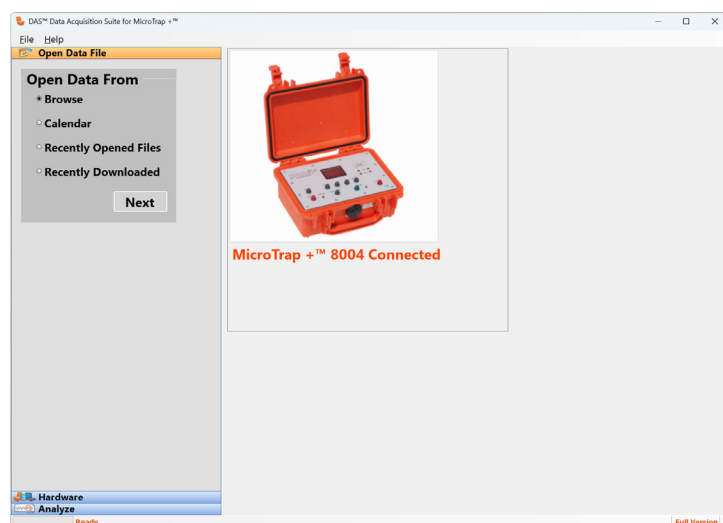 DAS™ Data Acquisition Suite for MicroTrap +™
File Help
Open Data File
Open Data From
Browse
Calendar
Recently Opened Files
Recently Downloaded
Next
MicroTrap +™ 8004 Connected
Hardware
Analyze
Ready
Full Version